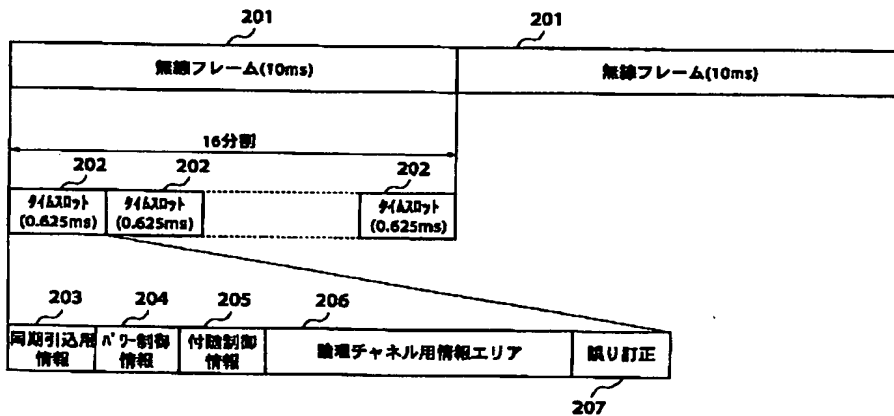 201
201
無線フレーム(10ms)
無線フレーム(10ms)
16分割
202
202
202
タイムスロット
(0.625ms)
タイムスロット
(0.625ms)
タイムスロット
(0.625ms)
203
204
205
206
同期引込用
情報
パワー制御
情報
付随制御
情報
論理チャネル用情報エリア
誤り訂正
207